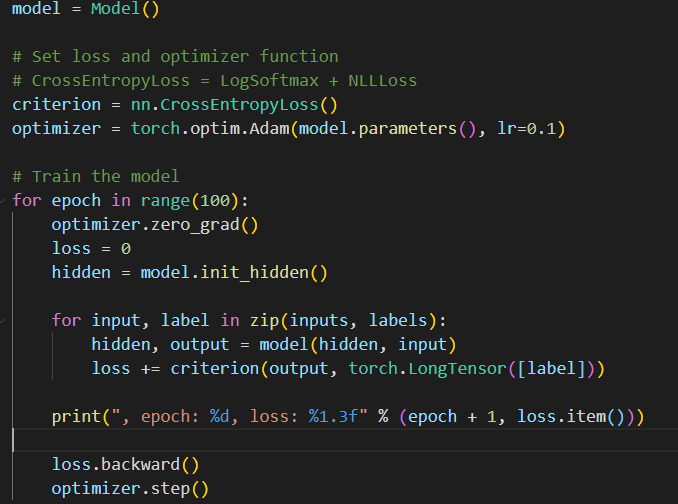 model = Model()
# Set loss and optimizer function
# CrossEntropyLoss = LogSoftmax + NLLLoss
criterion = nn.CrossEntropyLoss()
optimizer = torch.optim.Adam(model.parameters(), lr=0.1)
# Train the model
for epoch in range(100):
    optimizer.zero_grad()
    loss = 0
    hidden = model.init_hidden()
    for input, label in zip(inputs, labels):
        hidden, output = model(hidden, input)
        loss += criterion(output, torch.LongTensor([label]))
    print(", epoch: %d, loss: %1.3f" % (epoch + 1, loss.item()))
    loss.backward()
    optimizer.step()